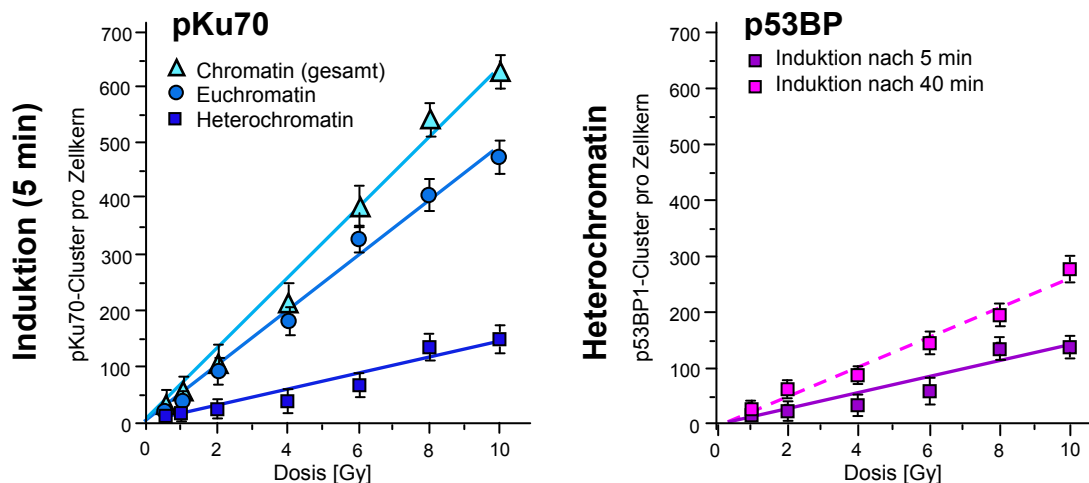 pKu70
Induktion (5 min)
pKu70-Cluster pro Zellkern
700
600
500
400
300
200
100
0
Chromatin (gesamt)
Euchromatin
Heterochromatin
0
2
4
6
8
10
Dosis [Gy]
p53BP
Heterochromatin
p53BP1-Cluster pro Zellkern
700
600
500
400
300
200
100
0
Induktion nach 5 min
Induktion nach 40 min
0
2
4
6
8
10
Dosis [Gy]